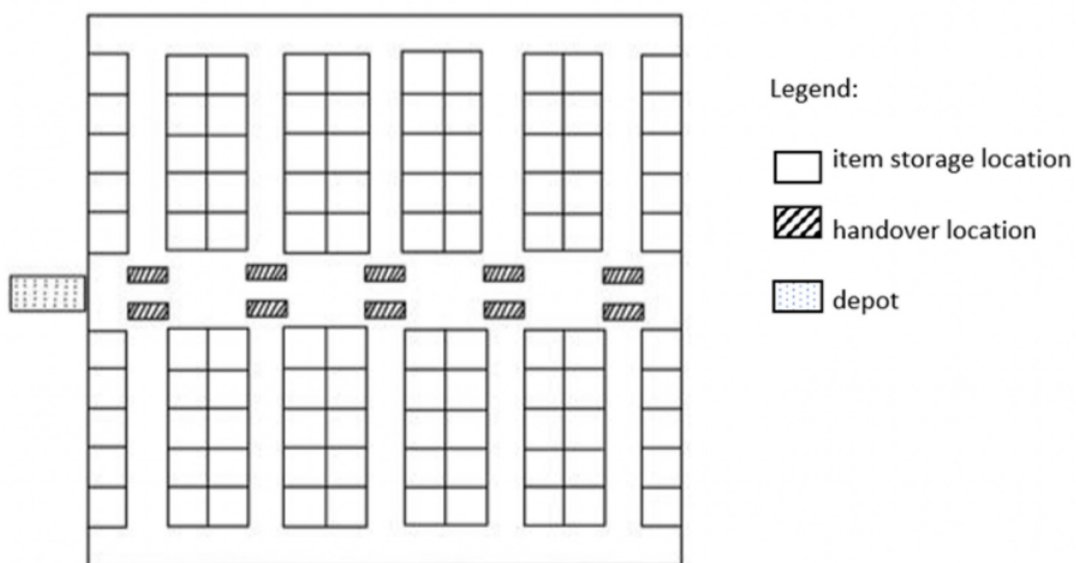 Legend:
item storage location
handover location
depot